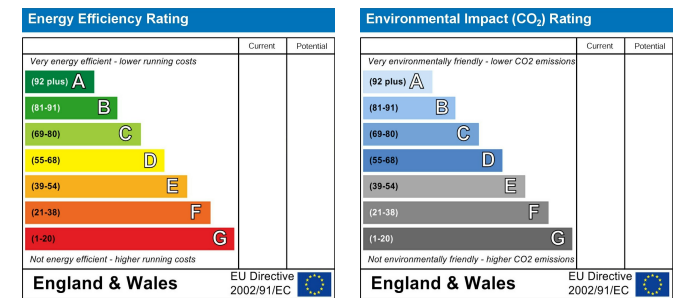 Energy Efficiency Rating
Current Potential
Very energy efficient - lower running costs
(92 plus) A
(81-91) B
(69-80) C
(55-68) D
(39-54) E
(21-38) F
(1-20) G
Not energy efficient - higher running costs
England & Wales
EU Directive
2002/91/EC
Environmental Impact (CO₂) Rating
Current Potential
Very environmentally friendly - lower CO2 emissions
(92 plus) A
(81-91) B
(69-80) C
(55-68) D
(39-54) E
(21-38) F
(1-20) G
Not environmentally friendly - higher CO2 emissions
England & Wales
EU Directive
2002/91/EC